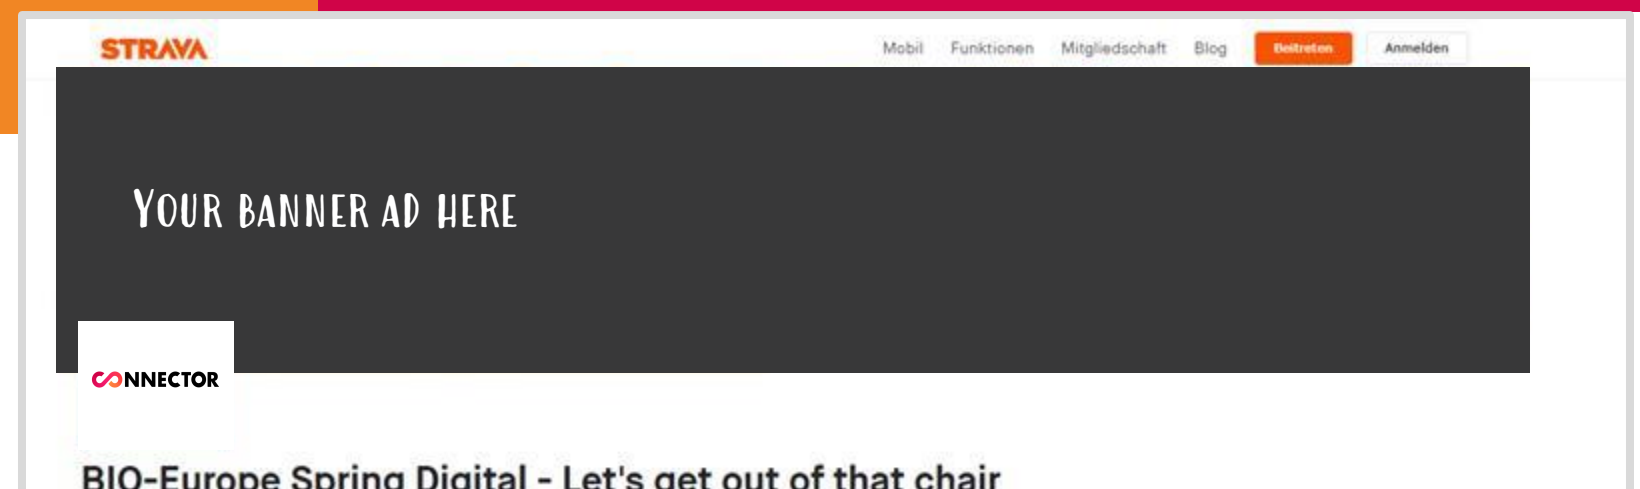 STRAVA
Mobil Funktionen Mitgliedschaft Blog Beitreten Anmelden
YOUR BANNER AD HERE
CONNECTOR
BIO-Europe Spring Digital - Let's get out of that chair